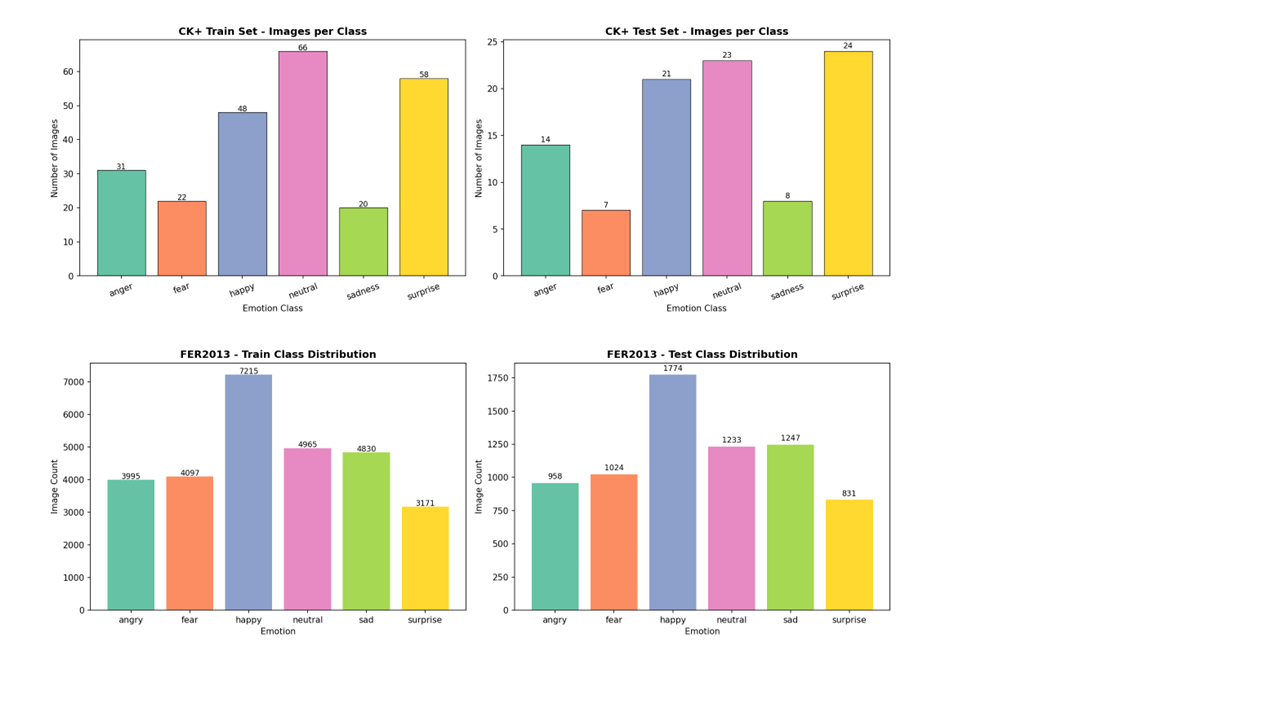 CK+ Train Set - Images per Class
Number of Images
60
50
40
30
20
10
0
31
22
48
66
20
58
anger
fear
happy
neutral
sadness
surprise
Emotion Class
CK+ Test Set - Images per Class
Number of Images
25
20
15
10
5
0
14
7
21
23
8
24
anger
fear
happy
neutral
sadness
surprise
Emotion Class
FER2013 - Train Class Distribution
Image Count
7000
6000
5000
4000
3000
2000
1000
0
3995
4097
7215
4965
4830
3171
angry
fear
happy
neutral
sad
surprise
Emotion
FER2013 - Test Class Distribution
Image Count
1750
1500
1250
1000
750
500
250
0
958
1024
1774
1233
1247
831
angry
fear
happy
neutral
sad
surprise
Emotion